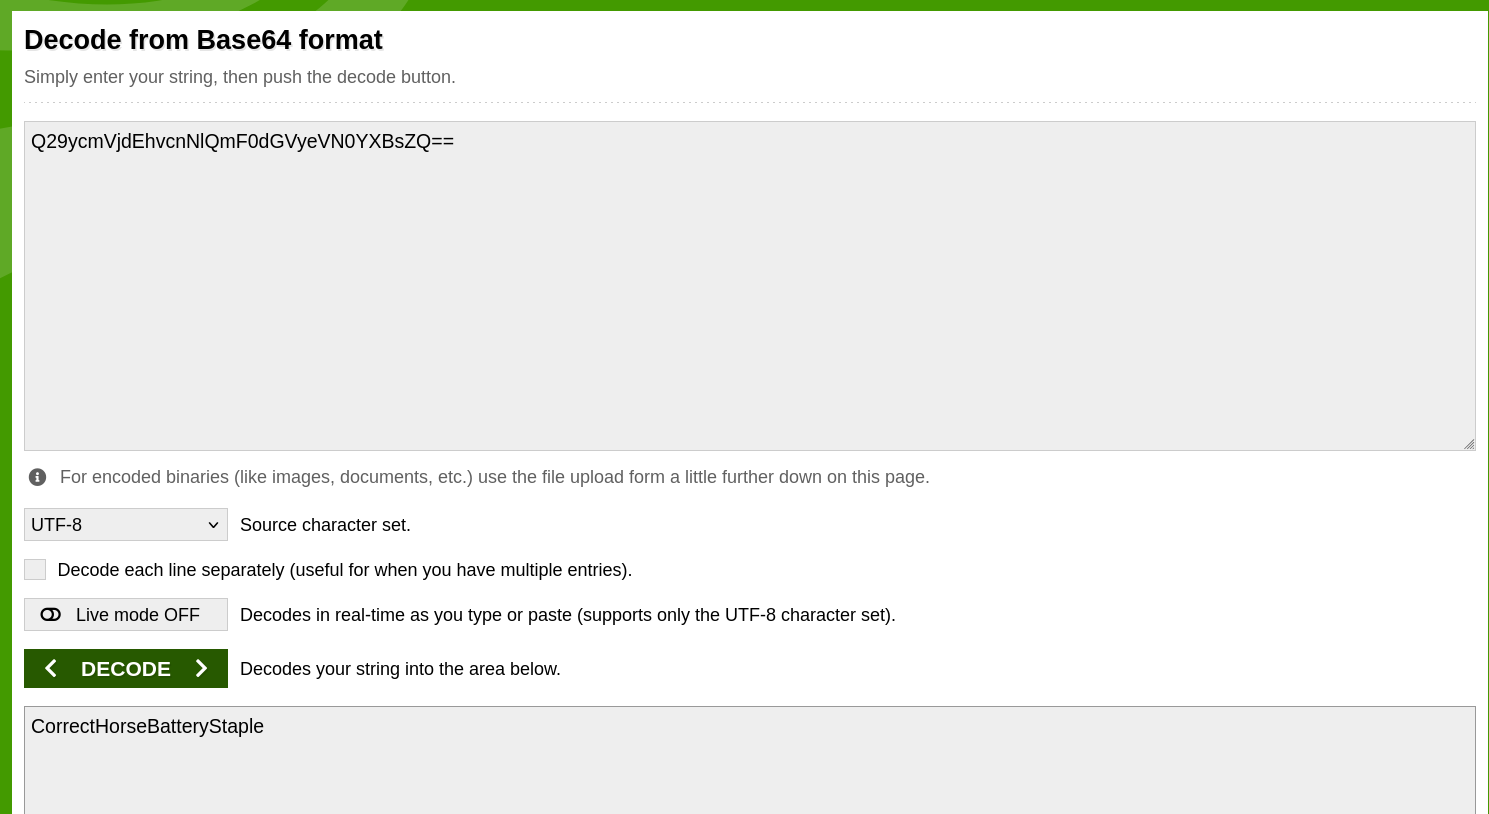 Decode from Base64 format
Simply enter your string, then push the decode button.
Q29ycmVjdEhvcnNlQmF0dGVyeVN0YXBsZQ==
For encoded binaries (like images, documents, etc.) use the file upload form a little further down on this page.
UTF-8 Source character set.
Decode each line separately (useful for when you have multiple entries).
Live mode OFF Decodes in real-time as you type or paste (supports only the UTF-8 character set).
DECODE Decodes your string into the area below.
CorrectHorseBatteryStaple